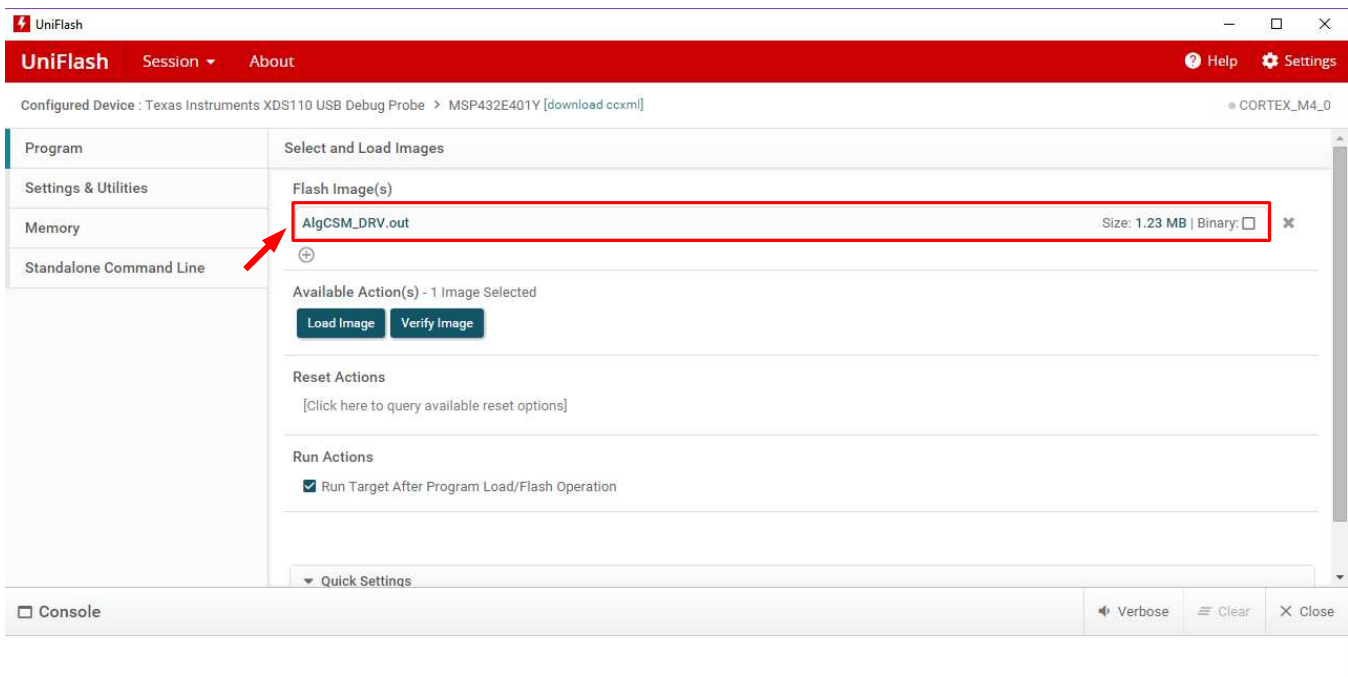 UniFlash
UniFlash Session About Help Settings
Configured Device : Texas Instruments XDS110 USB Debug Probe > MSP432E401Y [download ccxml] CORTEX_M4_0
Program
Settings & Utilities
Memory
Standalone Command Line
Select and Load Images
Flash Image(s)
AlgCSM_DRV.out Size: 1.23 MB | Binary:
Available Action(s) - 1 Image Selected
Load Image Verify Image
Reset Actions
[Click here to query available reset options]
Run Actions
Run Target After Program Load/Flash Operation
Quick Settings
Console Verbose Clear Close